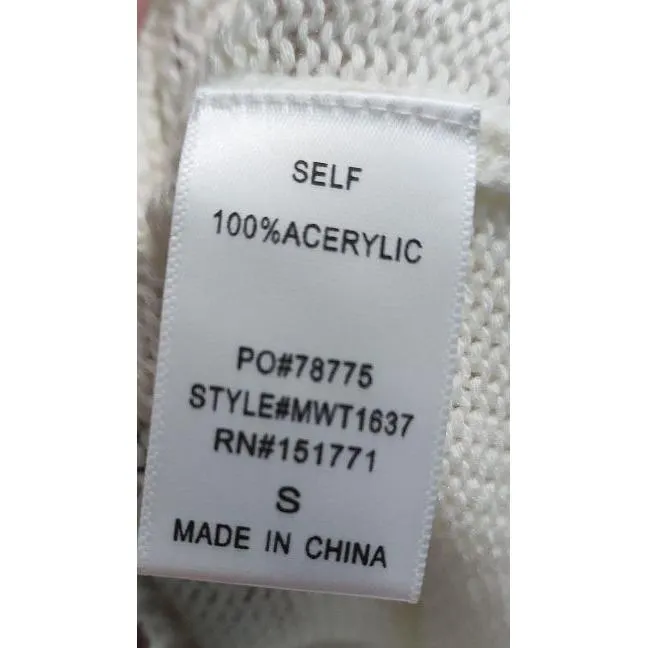 SELF
100%ACERYLIC
PO#78775
STYLE#MWT1637
RN#151771
S
MADE IN CHINA